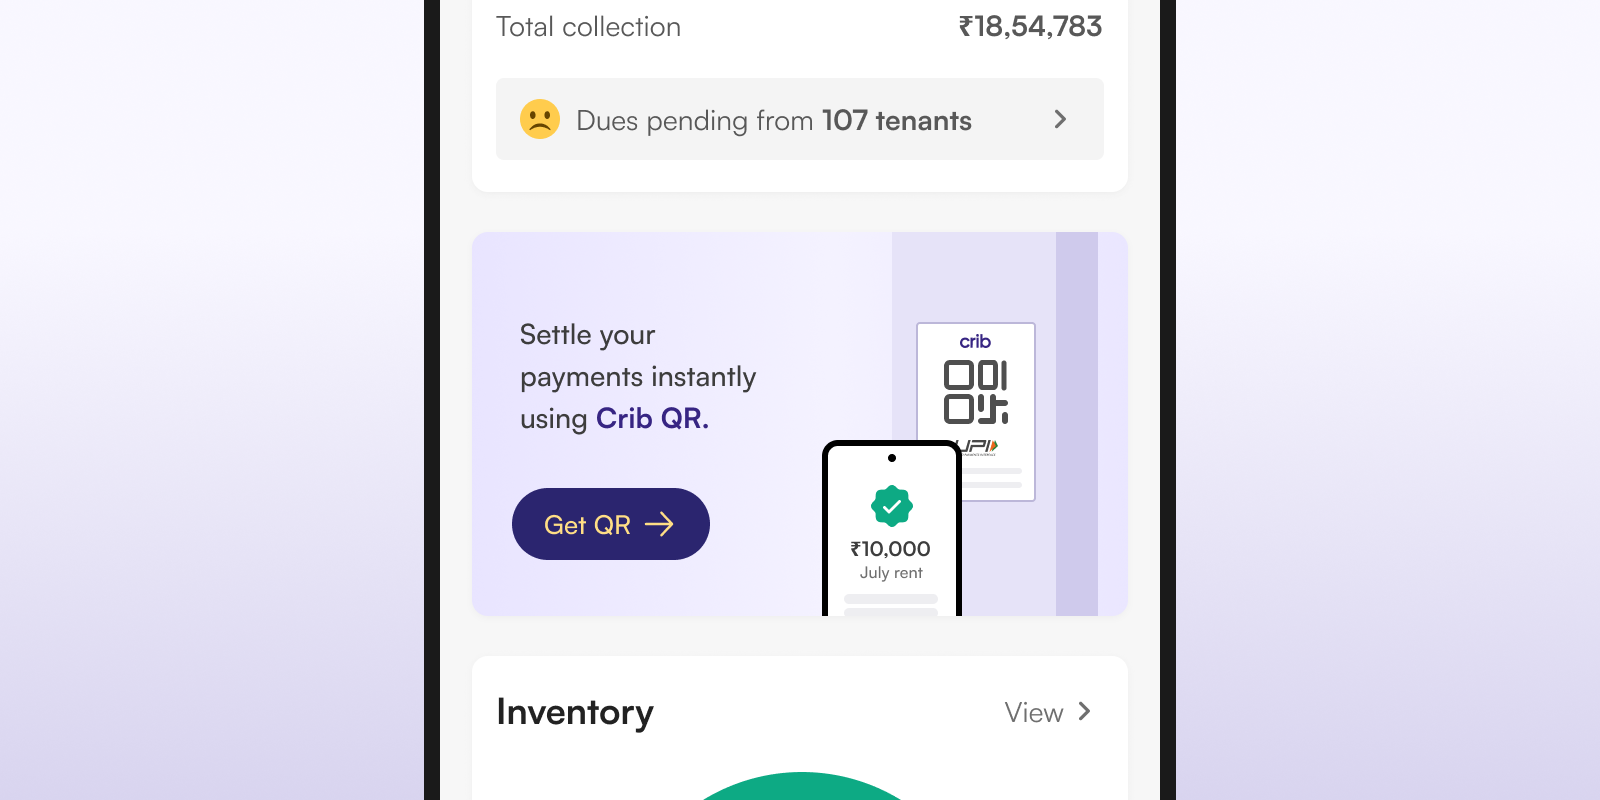 Total collection ₹18,54,783
Dues pending from 107 tenants
Settle your
payments instantly
using Crib QR.
Get QR
crib
UPI
₹10,000
July rent
Inventory View